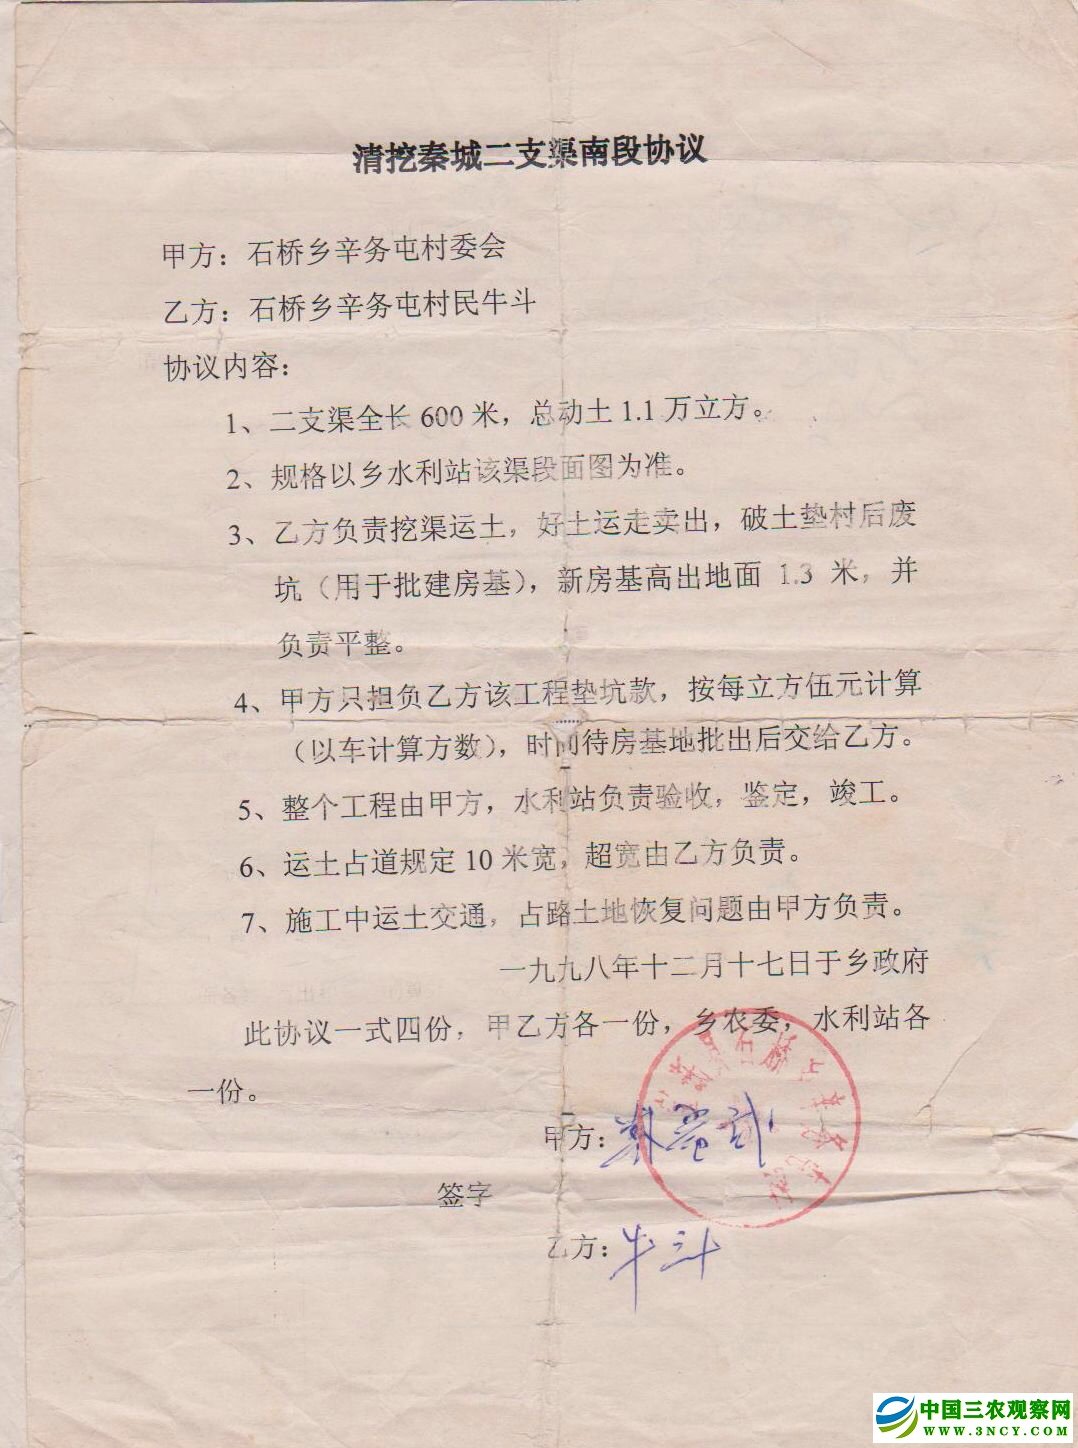 清挖秦城二支渠南段协议
甲方：石桥乡辛务屯村委会
乙方：石桥乡辛务屯村民牛斗
协议内容：
1、二支渠全长 600 米，总动土 1.1 万立方。
2、规格以乡水利站该渠段面图为准。
3、乙方负责挖渠运土，好土运走卖出，破土垫村后废
坑（用于批建房基），新房基高出地面 1.3 米，并
负责平整。
4、甲方只担负乙方该工程垫坑款，按每立方伍元计算
（以车计算方数），时间待房基地批出后交给乙方。
5、整个工程由甲方，水利站负责验收，鉴定，竣工。
6、运土占道规定 10 米宽，超宽由乙方负责。
7、施工中运土交通，占路土地恢复问题由甲方负责。
一九九八年十二月十七日于乡政府
此协议一式四份，甲乙方各一份，乡农委，水利站各
一份。
甲方：
签字
乙方：牛斗
中国三农观察网
WWW.3NCY.COM